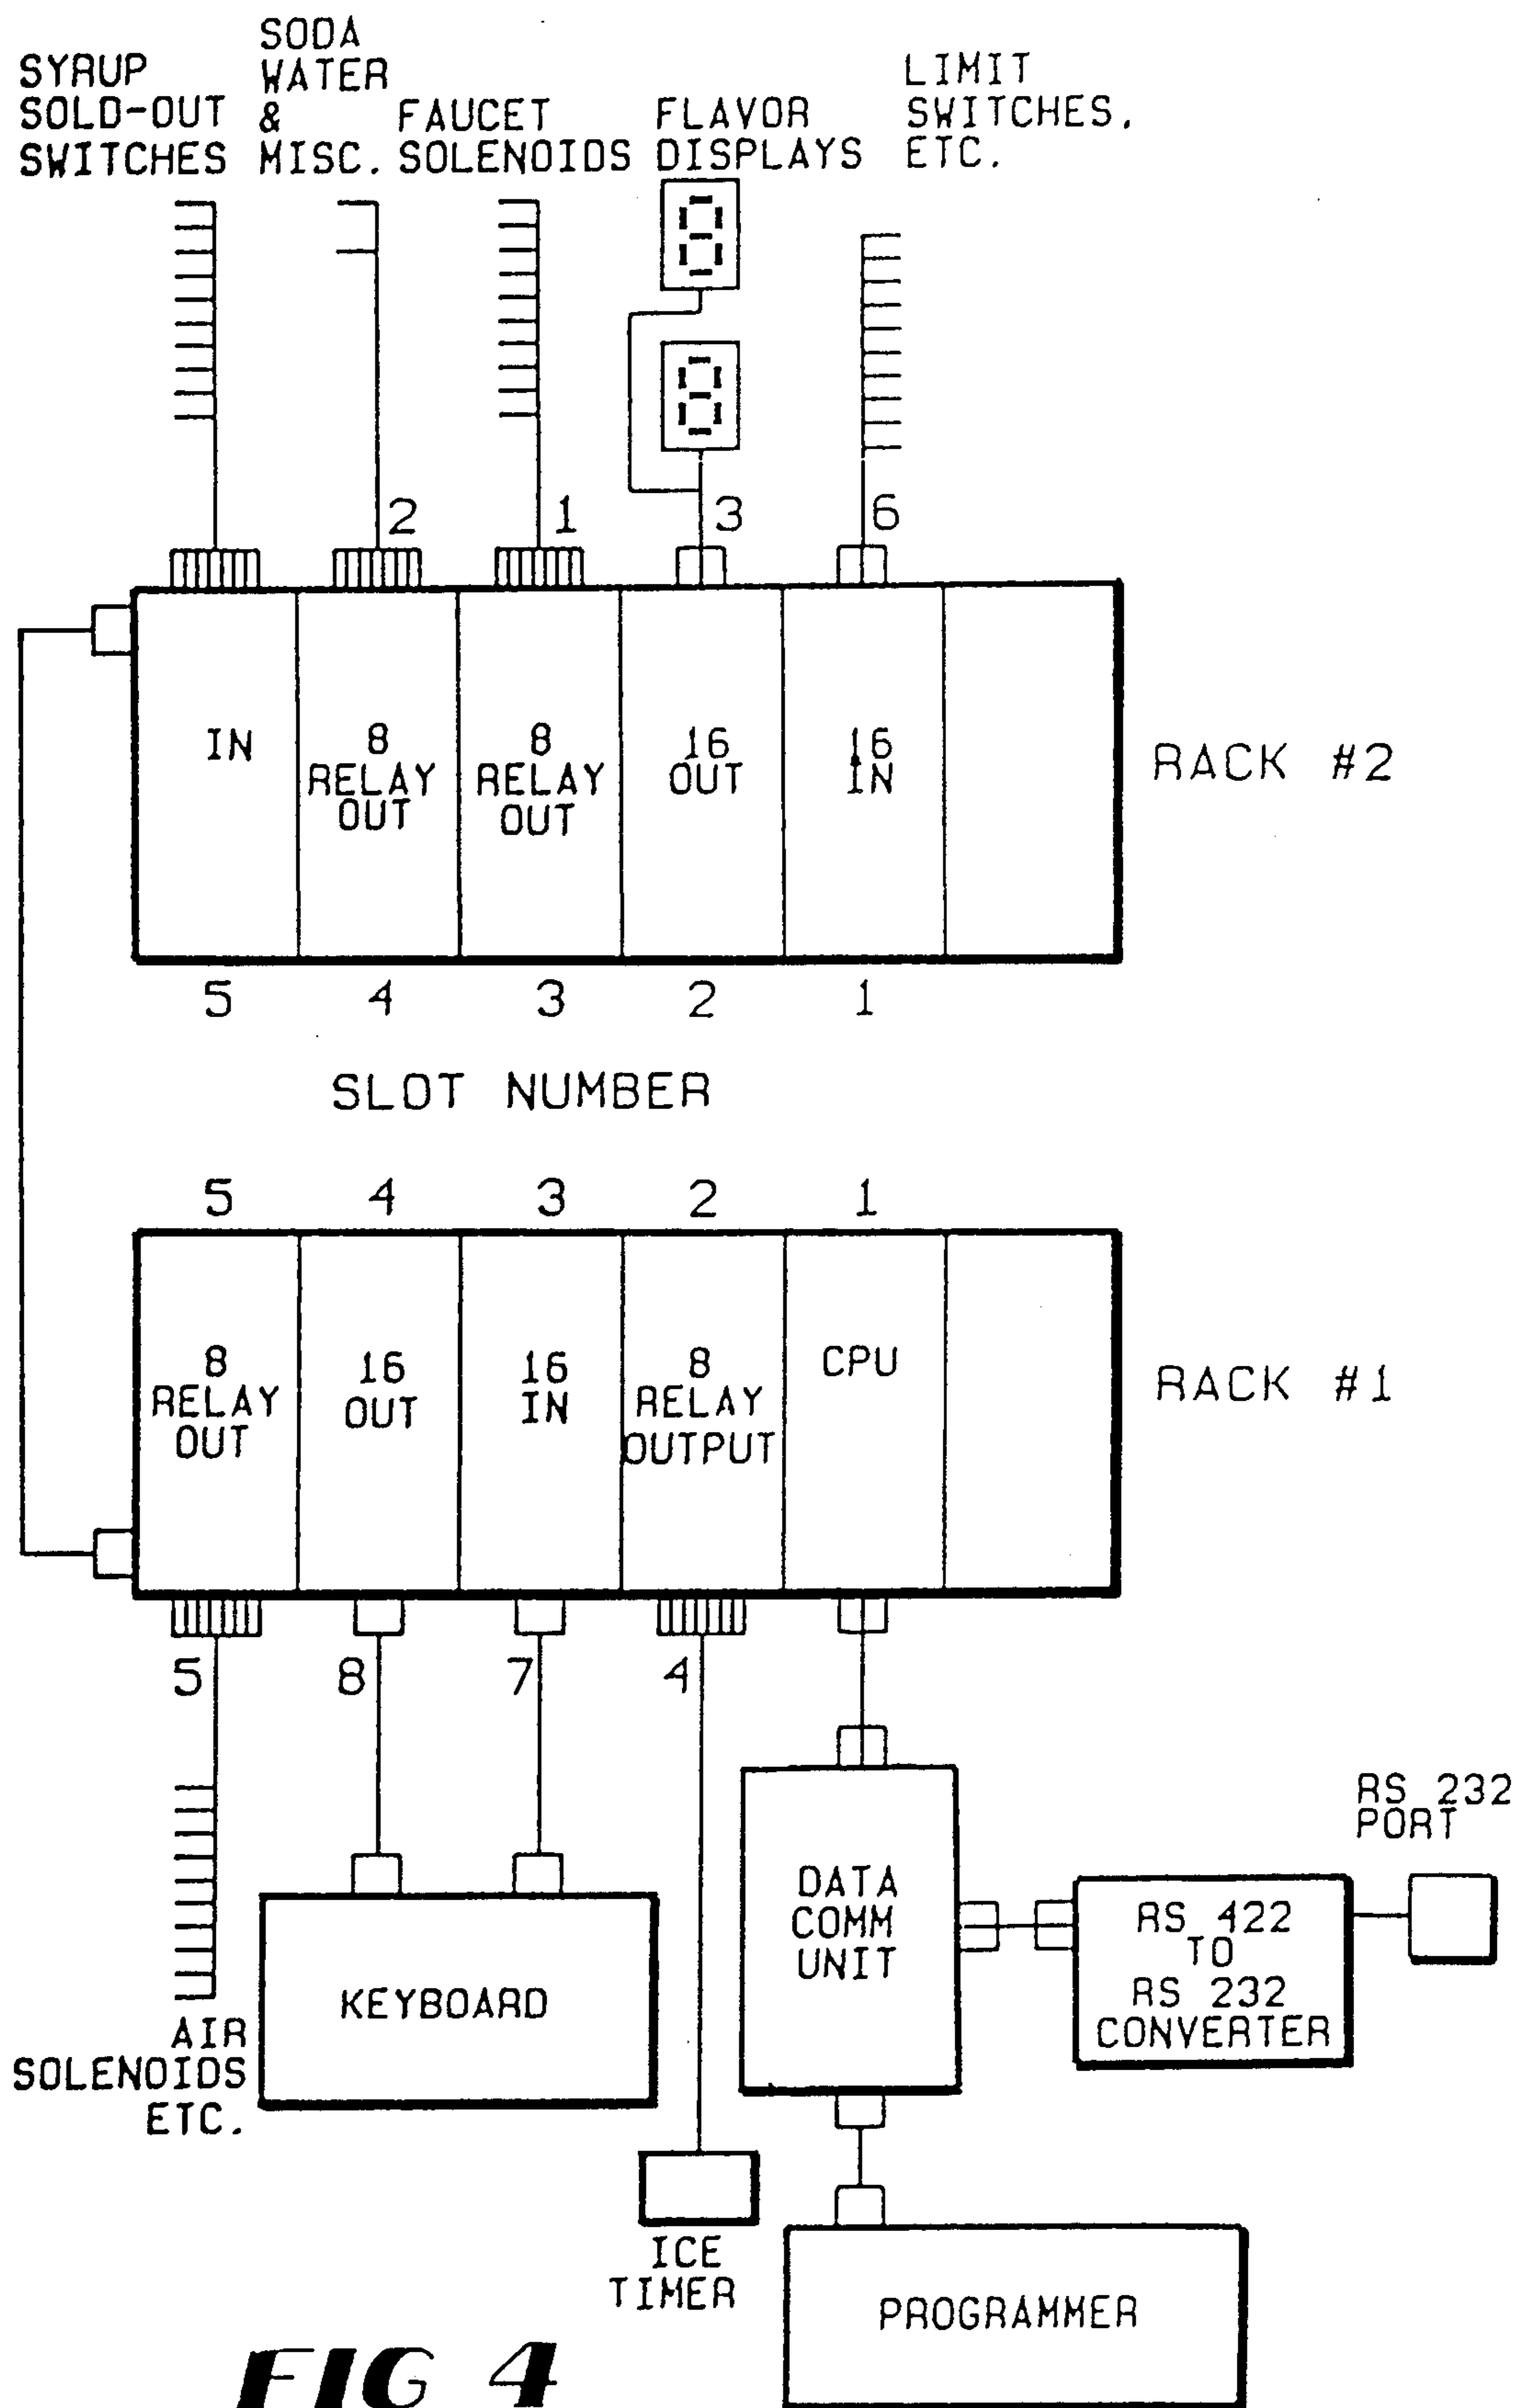 SYRUP
SOLD-OUT
SWITCHES
SODA
WATER
&
MISC.
FAUCET
SOLENOIDS
FLAVOR
DISPLAYS
LIMIT
SWITCHES,
ETC.
8
8
2
1
3
6
IN
8
RELAY
OUT
8
RELAY
OUT
16
OUT
16
IN
RACK #2
5 4 3 2 1
SLOT NUMBER
5 4 3 2 1
8
RELAY
OUT
16
OUT
16
IN
8
RELAY
OUTPUT
CPU
RACK #1
5
8
7
4
AIR
SOLENOIDS
ETC.
KEYBOARD
ICE
TIMER
DATA
COMM
UNIT
RS 422
TO
RS 232
CONVERTER
RS 232
PORT
PROGRAMMER
FIG 4